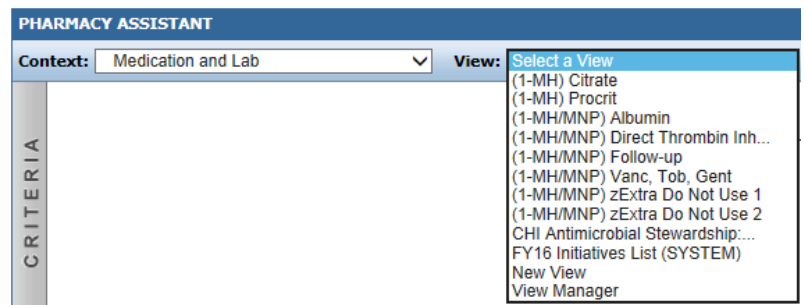 PHARMACY ASSISTANT
Context: Medication and Lab View: Select a View
(1-MH) Citrate
(1-MH) Procrit
(1-MH/MNP) Albumin
(1-MH/MNP) Direct Thrombin Inh...
(1-MH/MNP) Follow-up
(1-MH/MNP) Vanc, Tob, Gent
(1-MH/MNP) zExtra Do Not Use 1
(1-MH/MNP) zExtra Do Not Use 2
CHI Antimicrobial Stewardship:...
FY16 Initiatives List (SYSTEM)
New View
View Manager
CRITERIA